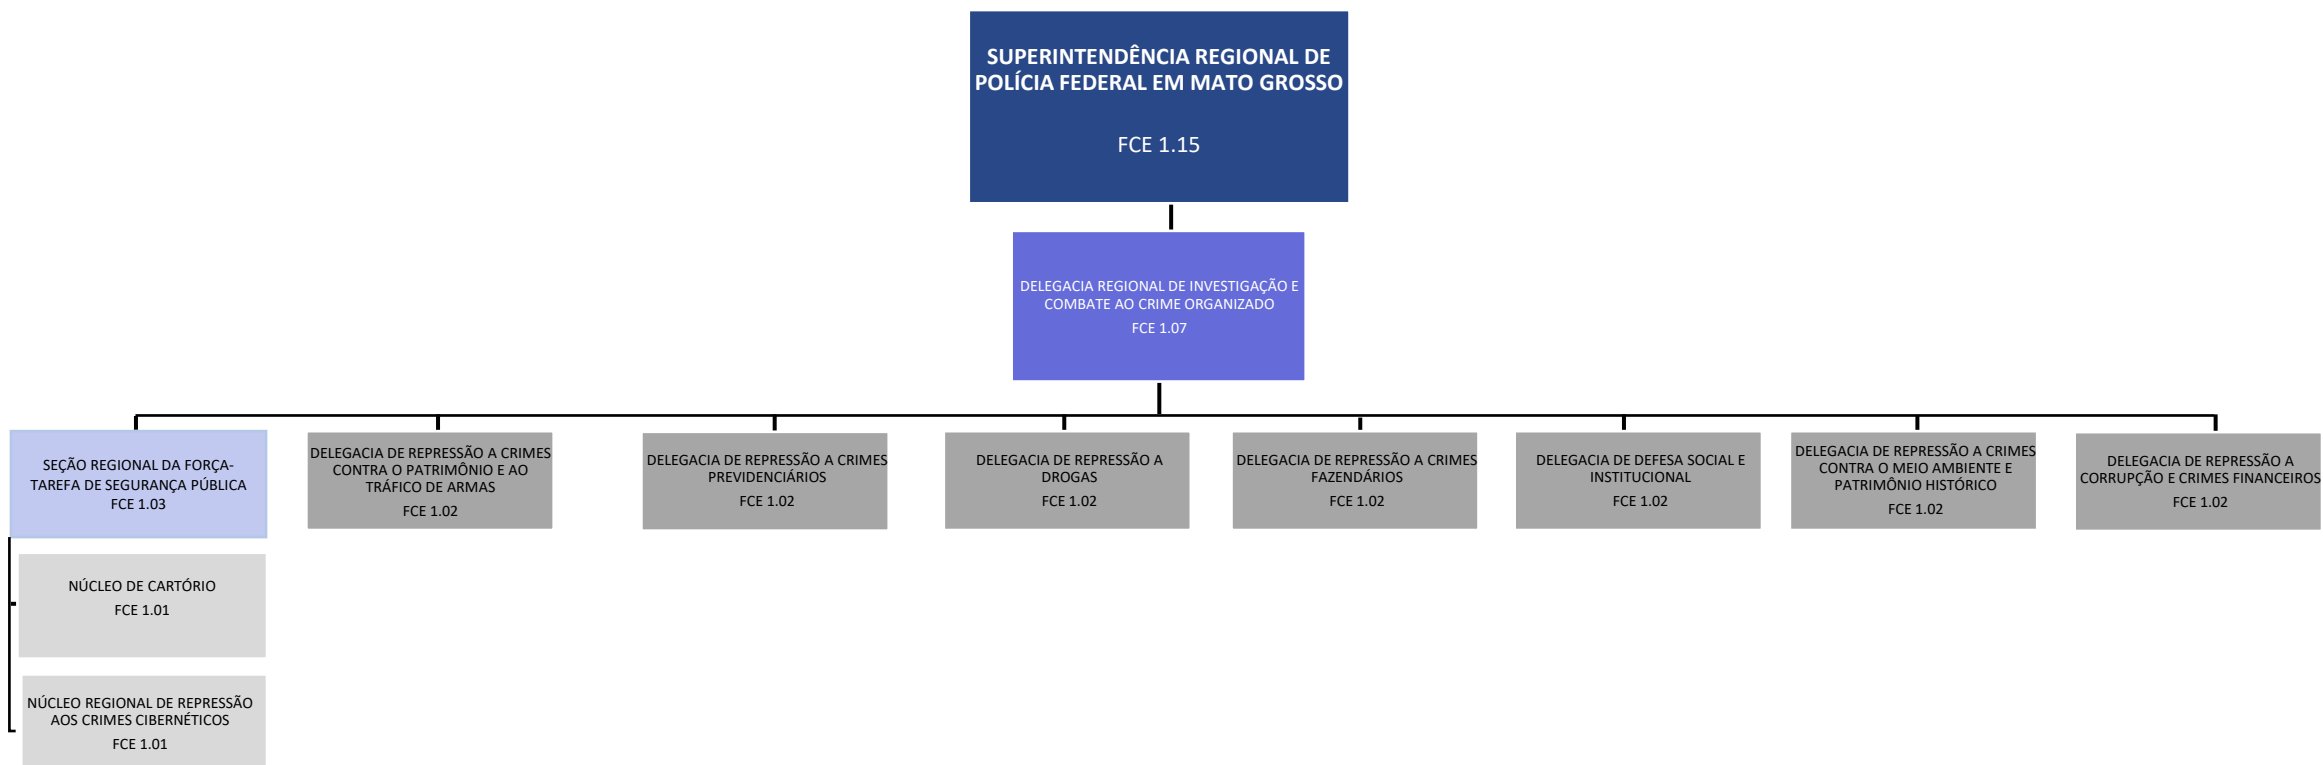 SUPERINTENDÊNCIA REGIONAL DE
POLÍCIA FEDERAL EM MATO GROSSO
FCE 1.15
DELEGACIA REGIONAL DE INVESTIGAÇÃO E
COMBATE AO CRIME ORGANIZADO
FCE 1.07
SEÇÃO REGIONAL DA FORÇA-
TAREFA DE SEGURANÇA PÚBLICA
FCE 1.03
DELEGACIA DE REPRESSÃO A CRIMES
CONTRA O PATRIMÔNIO E AO
TRÁFICO DE ARMAS
FCE 1.02
DELEGACIA DE REPRESSÃO A CRIMES
PREVIDENCIÁRIOS
FCE 1.02
DELEGACIA DE REPRESSÃO A
DROGAS
FCE 1.02
DELEGACIA DE REPRESSÃO A CRIMES
FAZENDÁRIOS
FCE 1.02
DELEGACIA DE DEFESA SOCIAL E
INSTITUCIONAL
FCE 1.02
DELEGACIA DE REPRESSÃO A CRIMES
CONTRA O MEIO AMBIENTE E
PATRIMÔNIO HISTÓRICO
FCE 1.02
DELEGACIA DE REPRESSÃO A
CORRUPÇÃO E CRIMES FINANCEIROS
FCE 1.02
NÚCLEO DE CARTÓRIO
FCE 1.01
NÚCLEO REGIONAL DE REPRESSÃO
AOS CRIMES CIBERNÉTICOS
FCE 1.01